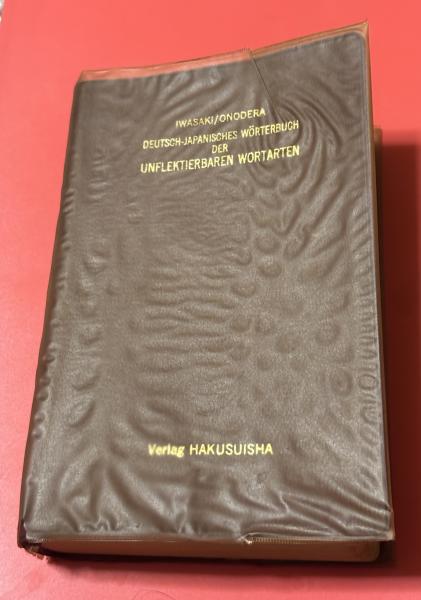 IWASAKI/ONODERA
DEUTSCH-JAPANISCHES WÖRTERBUCH
DER
UNFLEKTIERBAREN WORTARTEN
Verlag HAKUSUISHA